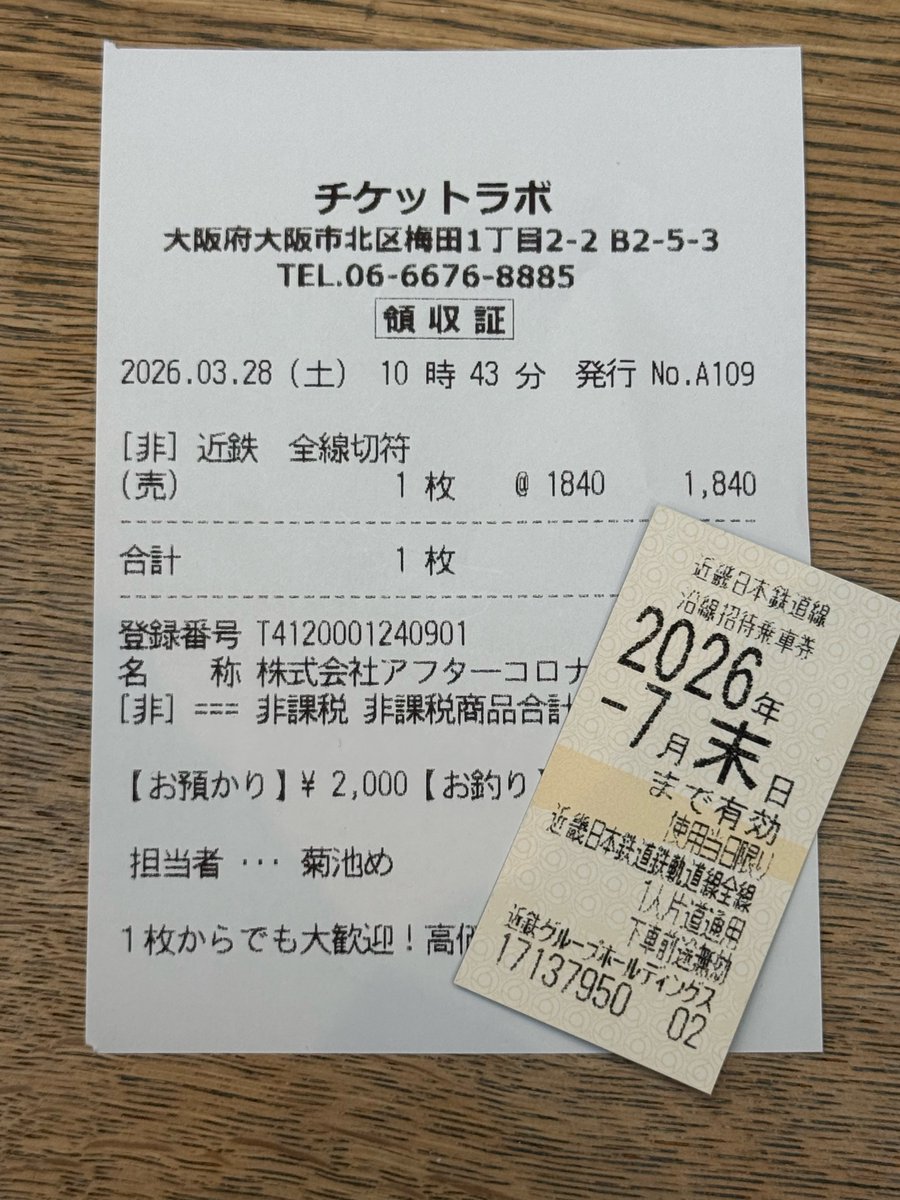 チケットラボ
大阪府大阪市北区梅田1丁目2-2 B2-5-3
TEL.06-6676-8885
領収証
2026.03.28（土） 10 時 43 分 発行 No.A109
[非] 近鉄 全線切符
(売) 1 枚 @ 1840 1,840
合計 1 枚
登録番号 T4120001240901
名 称 株式会社アフターコロナ
[非] === 非課税 非課税商品合計
【お預かり】¥ 2,000【お釣り】
担当者 … 菊池め
1枚からでも大歓迎！高価
近畿日本鉄道線
沿線招待乗車券
2026年
-7月末日
まで有効
使用当日限り
近畿日本鉄道鉄軌道線全線
1人片道通用
下車前途無効
近鉄グループホールディングス
17137950 02